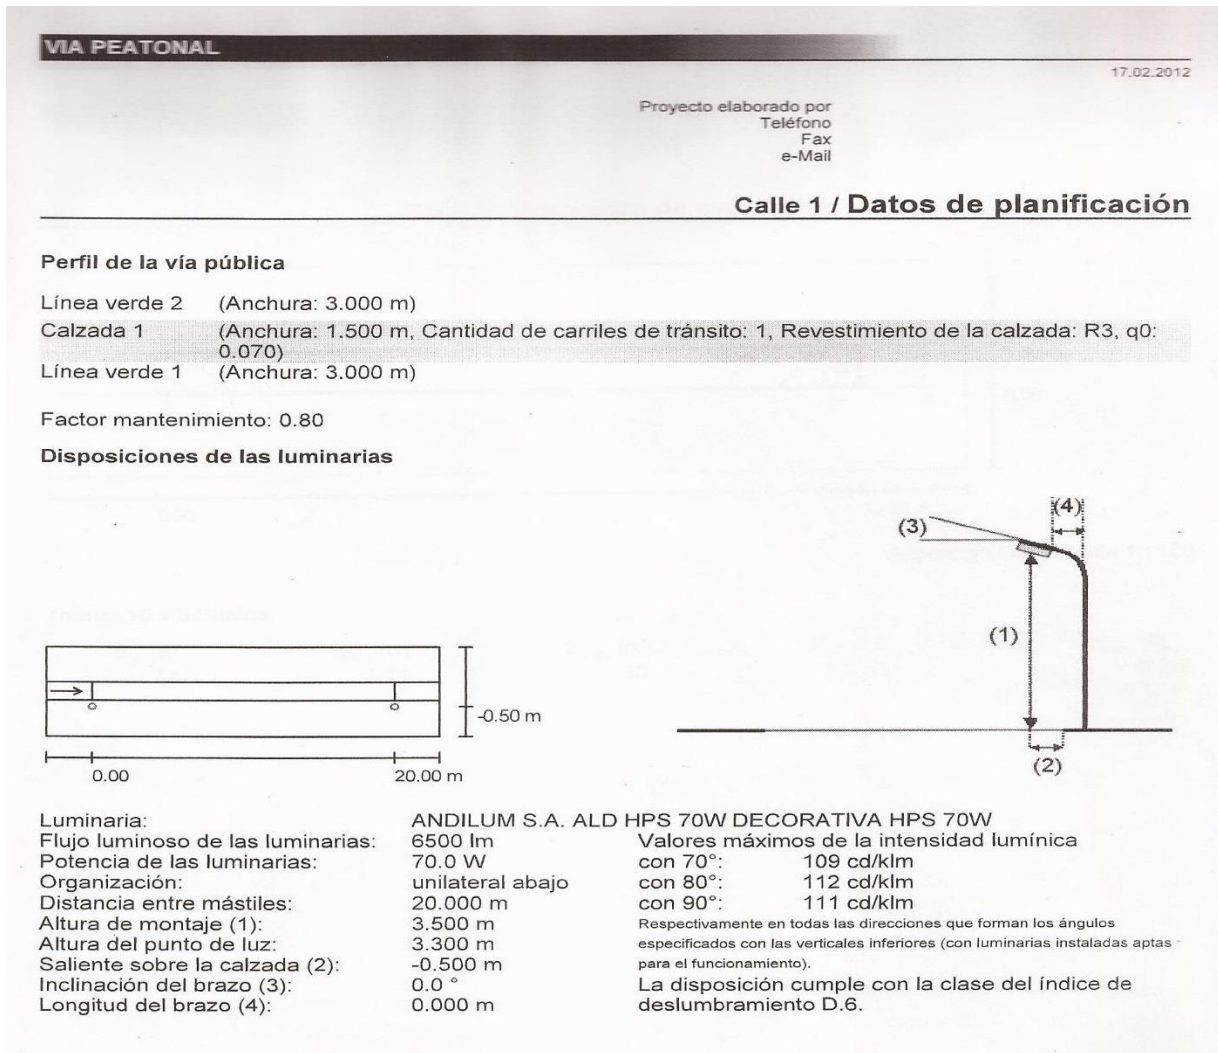 VIA PEATONAL
17.02.2012
Proyecto elaborado por
Teléfono
Fax
e-Mail
Calle 1 / Datos de planificación
Perfil de la vía pública
Línea verde 2 (Anchura: 3.000 m)
Calzada 1 (Anchura: 1.500 m, Cantidad de carriles de tránsito: 1, Revestimiento de la calzada: R3, q0:
0.070)
Línea verde 1 (Anchura: 3.000 m)
Factor mantenimiento: 0.80
Disposiciones de las luminarias
(4)
(3)
(1)
-0.50 m
(2)
0.00 20.00 m
Luminaria: ANDILUM S.A. ALD HPS 70W DECORATIVA HPS 70W
Flujo luminoso de las luminarias: 6500 lm Valores máximos de la intensidad lumínica
Potencia de las luminarias: 70.0 W con 70°: 109 cd/klm
Organización: unilateral abajo con 80°: 112 cd/klm
Distancia entre mástiles: 20.000 m con 90°: 111 cd/klm
Altura de montaje (1): 3.500 m Respectivamente en todas las direcciones que forman los ángulos
Altura del punto de luz: 3.300 m especificados con las verticales inferiores (con luminarias instaladas aptas
Saliente sobre la calzada (2): -0.500 m para el funcionamiento).
Inclinación del brazo (3): 0.0 ° La disposición cumple con la clase del índice de
Longitud del brazo (4): 0.000 m deslumbramiento D.6.